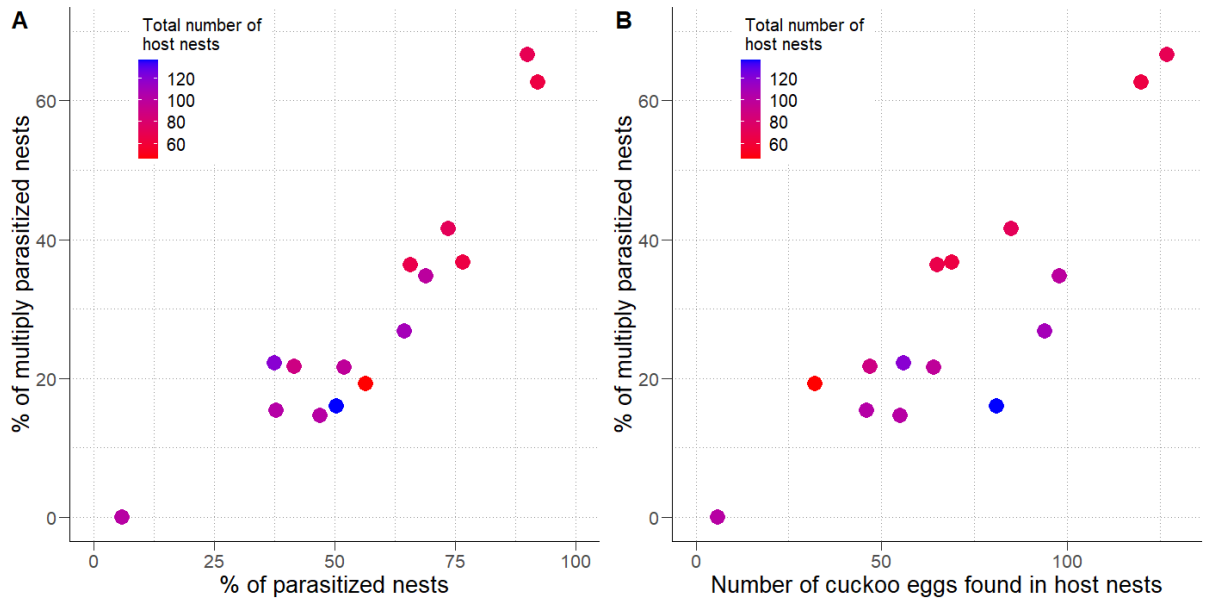 A
Total number of
host nests
120
100
80
60
% of multiply parasitized nests
60
40
20
0
0 25 50 75 100
% of parasitized nests
B
Total number of
host nests
120
100
80
60
% of multiply parasitized nests
60
40
20
0
0 50 100
Number of cuckoo eggs found in host nests